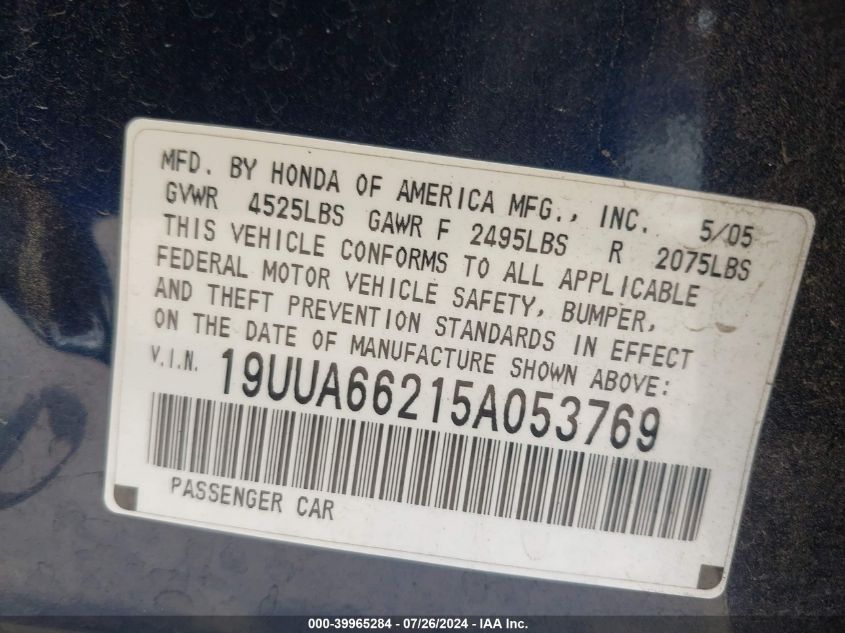 MFD. BY HONDA OF AMERICA MFG., INC. 5/05
GVWR 4525LBS GAWR F 2495LBS R 2075LBS
THIS VEHICLE CONFORMS TO ALL APPLICABLE
FEDERAL MOTOR VEHICLE SAFETY, BUMPER,
AND THEFT PREVENTION STANDARDS IN EFFECT
ON THE DATE OF MANUFACTURE SHOWN ABOVE:
V.I.N. 19UUA66215A053769
PASSENGER CAR
000-39965284 - 07/26/2024 - IAA Inc.